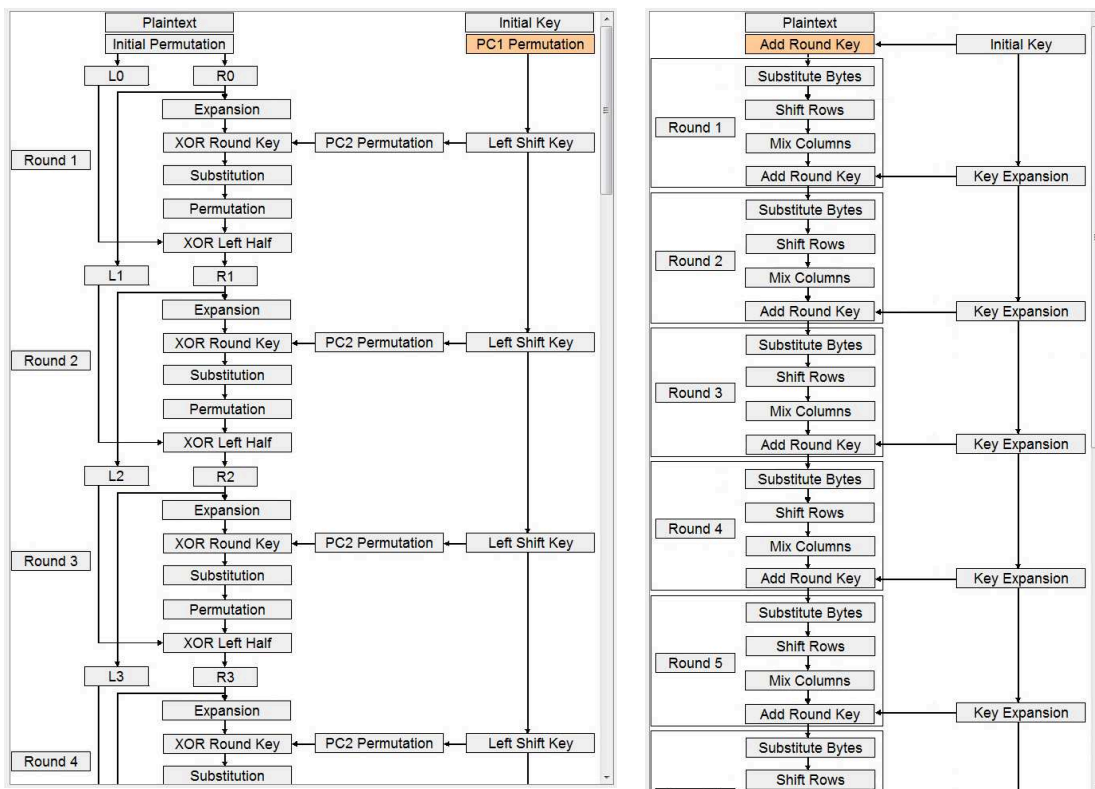 Plaintext Initial Key
Initial Permutation PC1 Permutation
L0 R0
Expansion
XOR Round Key PC2 Permutation Left Shift Key
Round 1
Substitution
Permutation
XOR Left Half
L1 R1
Expansion
XOR Round Key PC2 Permutation Left Shift Key
Round 2
Substitution
Permutation
XOR Left Half
L2 R2
Expansion
XOR Round Key PC2 Permutation Left Shift Key
Round 3
Substitution
Permutation
XOR Left Half
L3 R3
Expansion
XOR Round Key PC2 Permutation Left Shift Key
Round 4
Substitution
Plaintext
Add Round Key Initial Key
Substitute Bytes
Shift Rows
Round 1
Mix Columns
Add Round Key Key Expansion
Substitute Bytes
Shift Rows
Round 2
Mix Columns
Add Round Key Key Expansion
Substitute Bytes
Shift Rows
Round 3
Mix Columns
Add Round Key Key Expansion
Substitute Bytes
Shift Rows
Round 4
Mix Columns
Add Round Key Key Expansion
Substitute Bytes
Shift Rows
Round 5
Mix Columns
Add Round Key Key Expansion
Substitute Bytes
Shift Rows